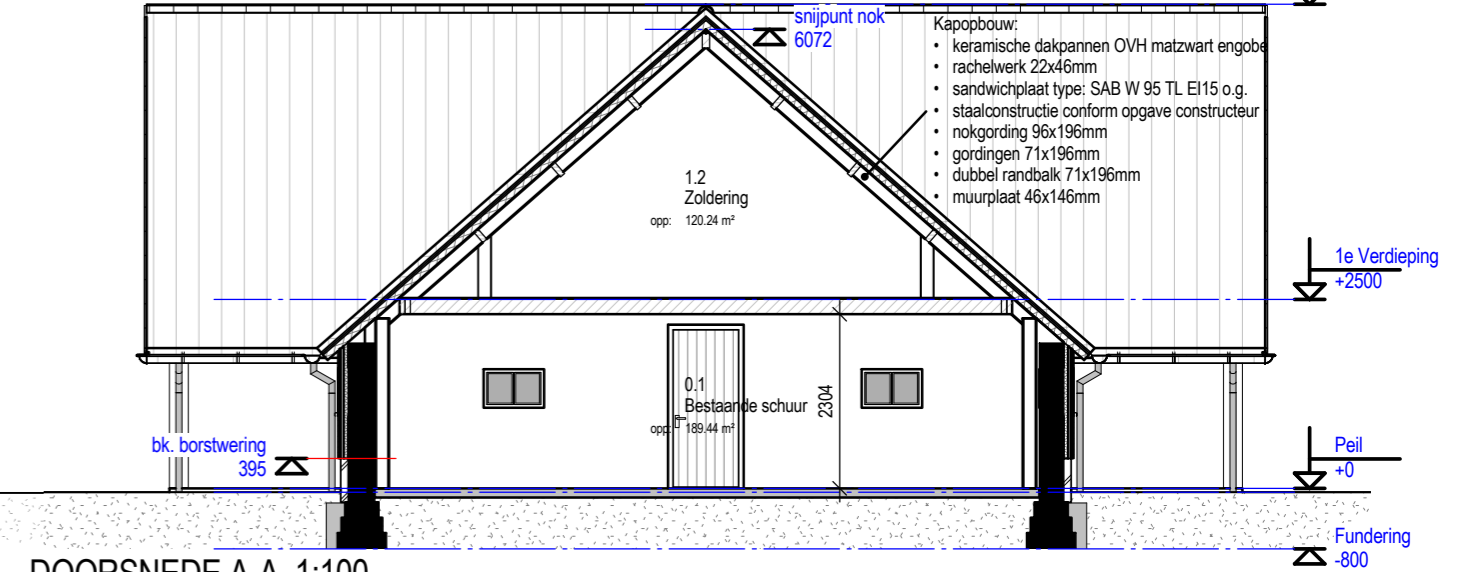 snijpunt nok
6072
Kapopbouw:
• keramische dakpannen OVH matzwart engobe
• rachelwerk 22x46mm
• sandwichplaat type: SAB W 95 TL EI15 o.g.
• staalconstructie conform opgave constructeur
• nokgording 96x196mm
• gordingen 71x196mm
• dubbel randbalk 71x196mm
• muurplaat 46x146mm
1.2
Zoldering
opp: 120.24 m²
1e Verdieping
+2500
0.1
Bestaande schuur
opp: 189.44 m²
2304
bk. borstwering
395
Peil
+0
Fundering
-800
DOORSNEDE A-A 1:100